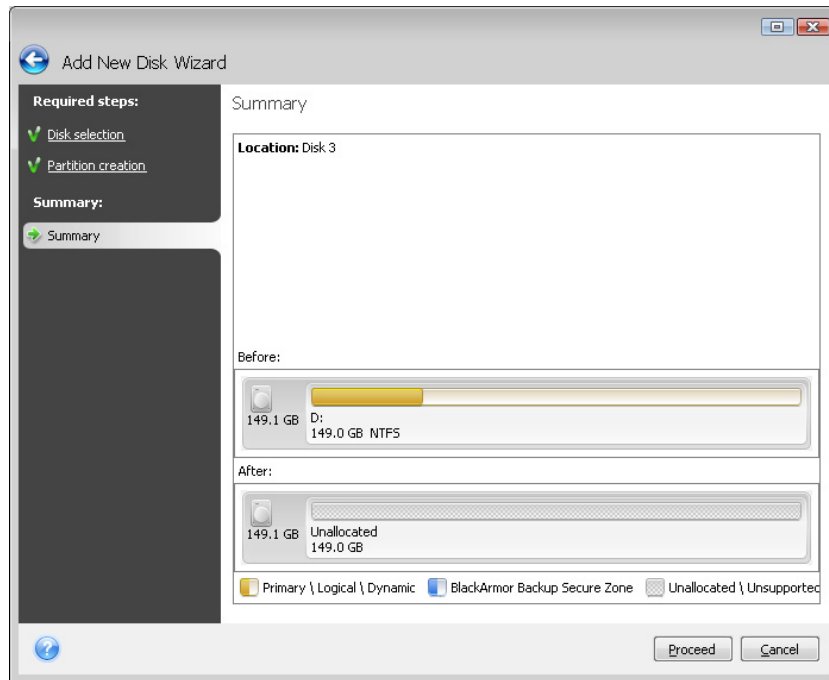 Add New Disk Wizard
Required steps:
Disk selection
Partition creation
Summary:
Summary
Summary
Location: Disk 3
Before:
149.1 GB
D:
149.0 GB NTFS
After:
149.1 GB
Unallocated
149.0 GB
Primary \ Logical \ Dynamic
BlackArmor Backup Secure Zone
Unallocated \ Unsupported
Proceed
Cancel